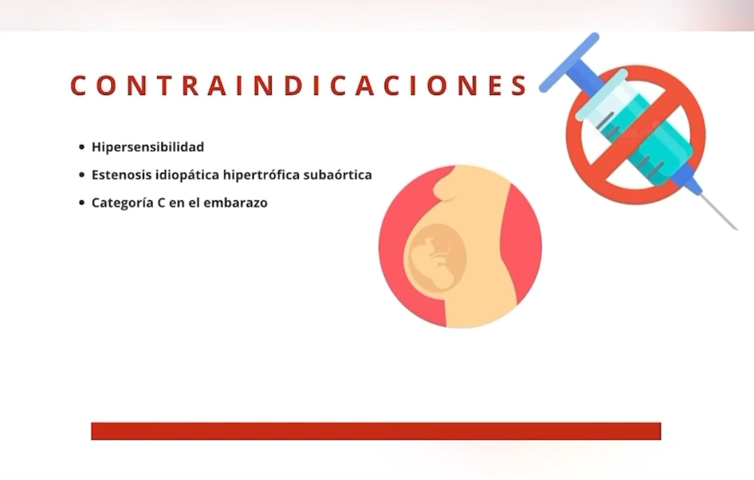 CONTRAINDICACIONES
Hipersensibilidad
Estenosis idiopática hipertrófica subaórtica
Categoría C en el embarazo